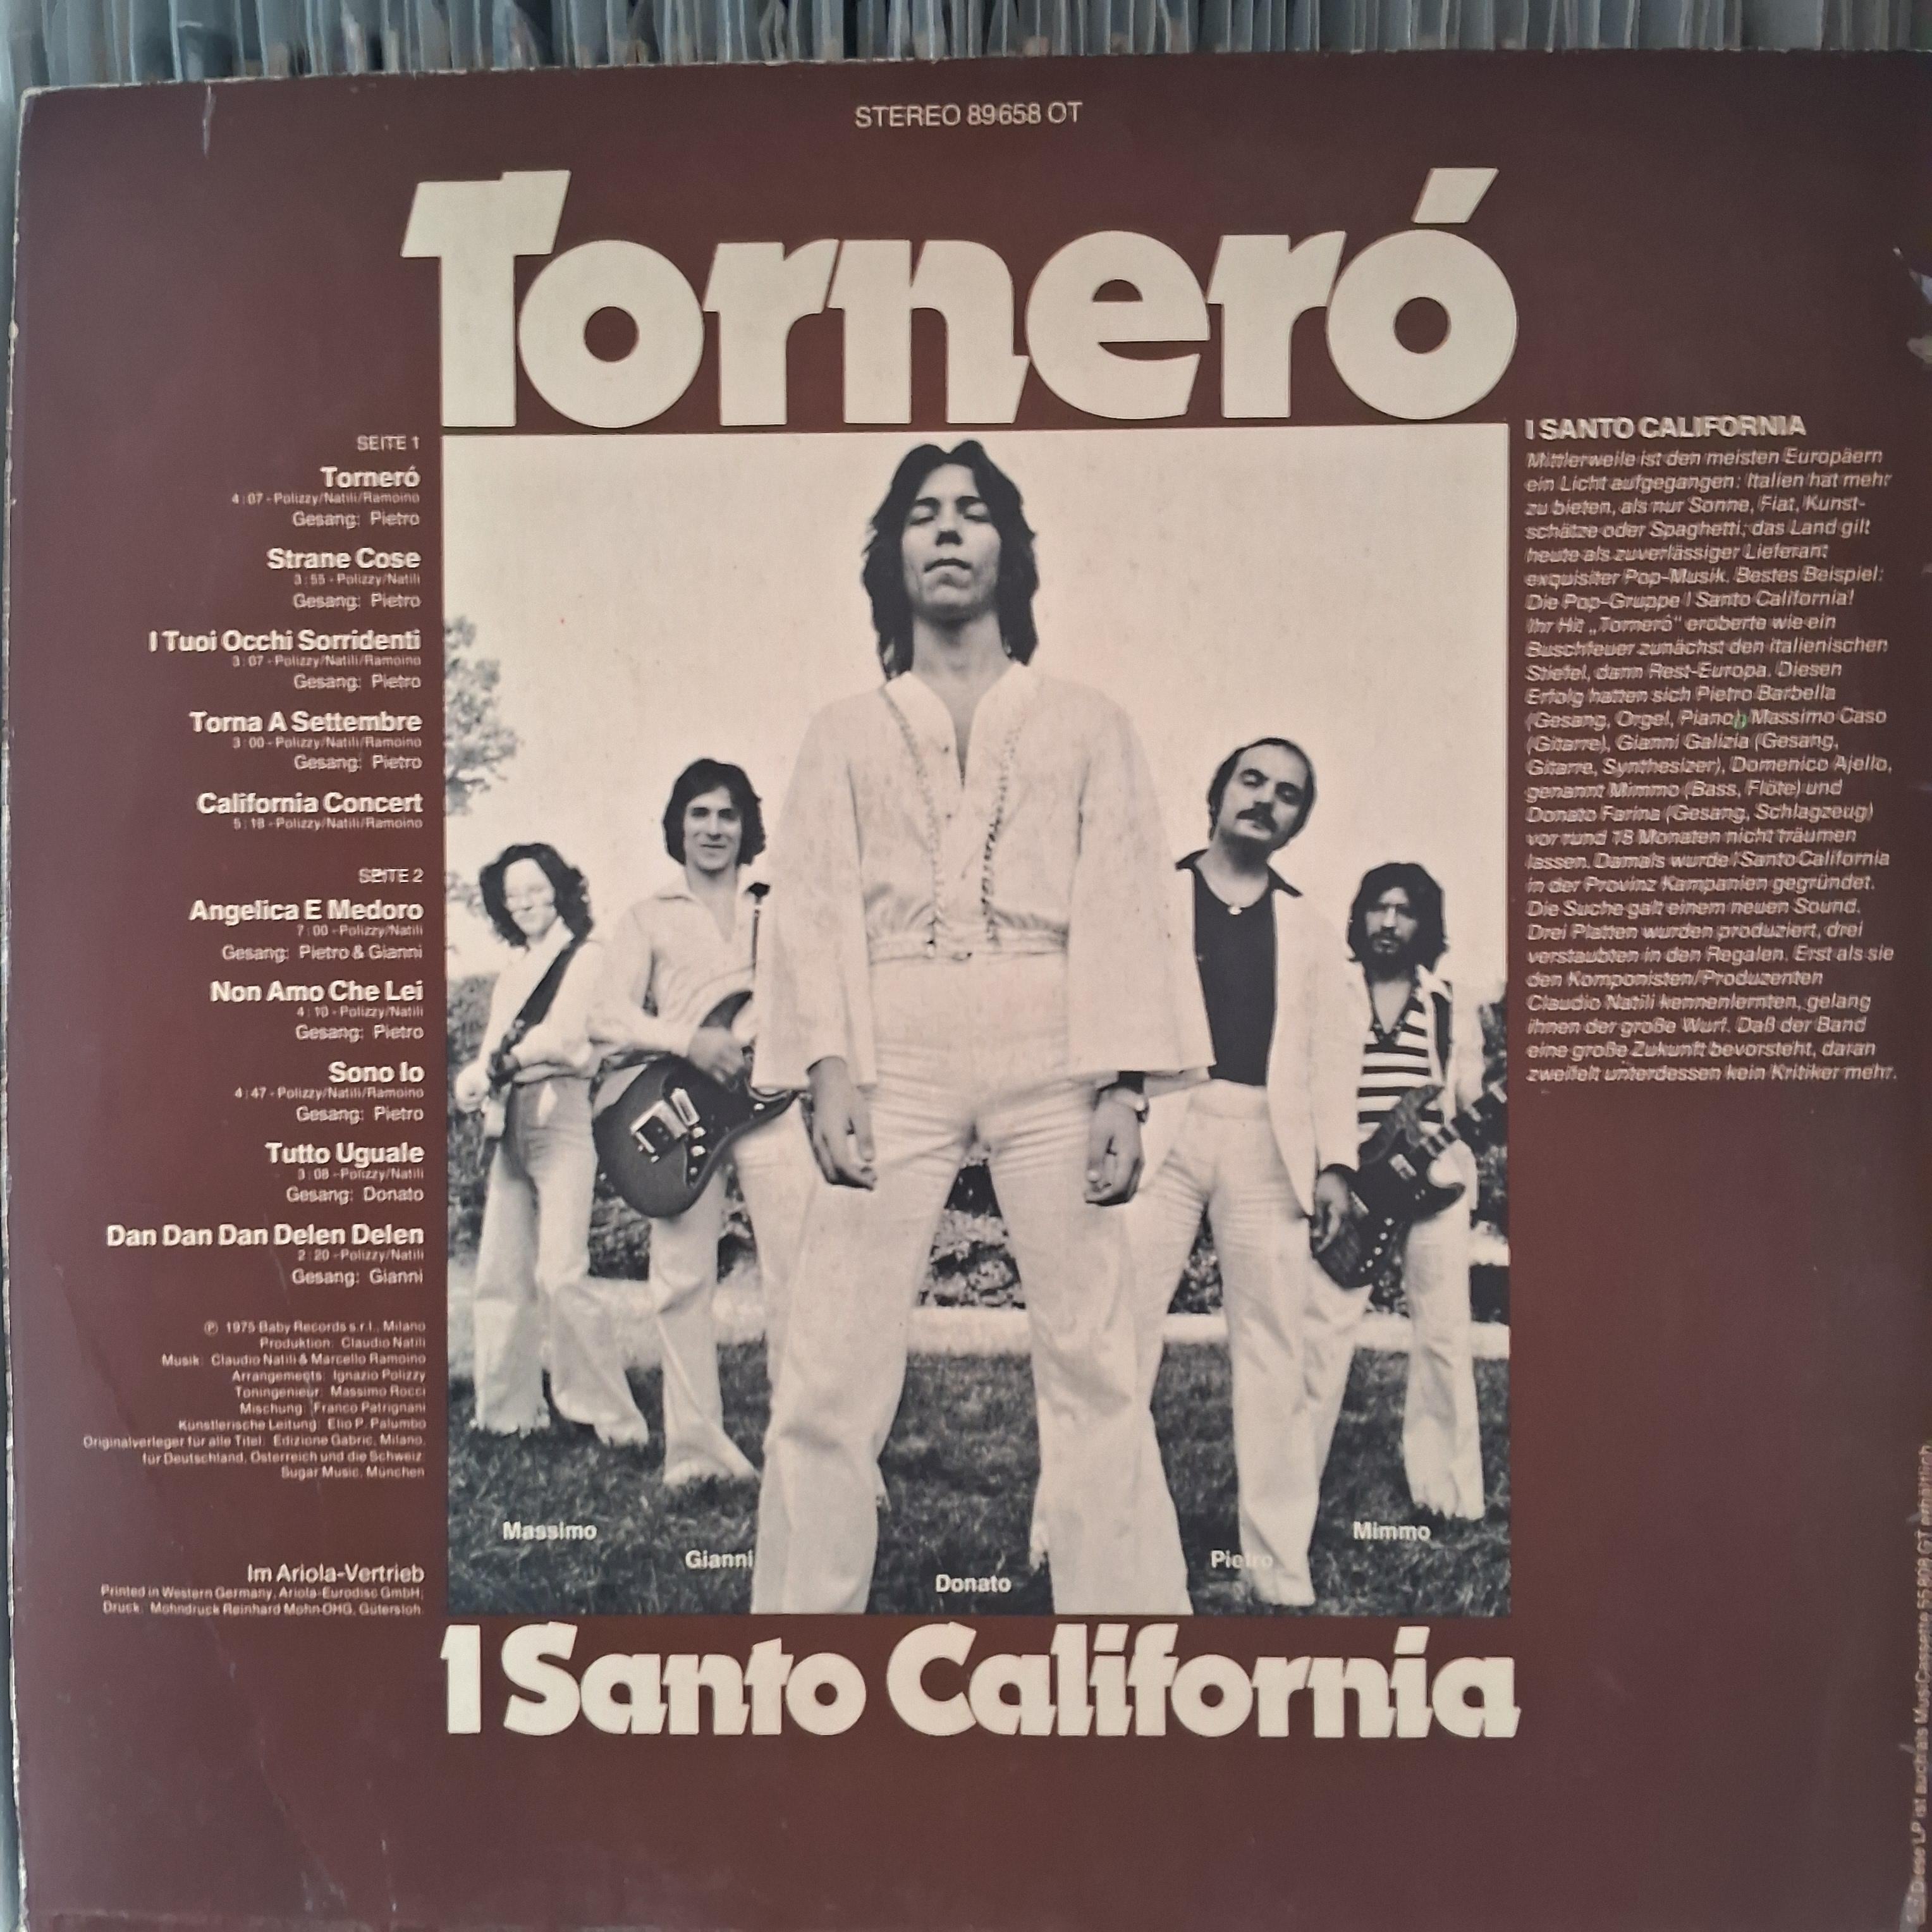 STEREO 89658 OT
Torneró
SEITE 1
Torneró
4:07 - Polizzy/Natili/Ramoino
Gesang: Pietro
Strane Cose
3:55 - Polizzy/Natili
Gesang: Pietro
I Tuoi Occhi Sorridenti
3:07 - Polizzy/Natili/Ramoino
Gesang: Pietro
Torna A Settembre
3:00 - Polizzy/Natili/Ramoino
Gesang: Pietro
California Concert
5:18 - Polizzy/Natili/Ramoino
SEITE 2
Angelica E Medoro
7:00 - Polizzy/Natili
Gesang: Pietro & Gianni
Non Amo Che Lei
4:10 - Polizzy/Natili
Gesang: Pietro
Sono Io
4:47 - Polizzy/Natili/Ramoino
Gesang: Pietro
Tutto Uguale
3:08 - Polizzy/Natili
Gesang: Donato
Dan Dan Dan Delen Delen
2:20 - Polizzy/Natili
Gesang: Gianni
℗ 1975 Baby Records s.r.l., Milano
Produktion: Claudio Natili
Musik: Claudio Natili & Marcello Ramoino
Arrangements: Ignazio Polizzy
Toningenieur: Massimo Rocci
Mischung: Franco Patrignani
Künstlerische Leitung: Elio P. Palumbo
Originalverleger für alle Titel: Edizione Gabric, Milano,
für Deutschland, Österreich und die Schweiz:
Sugar Music, München
Im Ariola-Vertrieb
Printed in Western Germany, Ariola-Eurodisc GmbH;
Druck: Mohndruck Reinhard Mohn OHG, Gütersloh
I SANTO CALIFORNIA
Mittlerweile ist den meisten Europäern
ein Licht aufgegangen: Italien hat mehr
zu bieten, als nur Sonne, Fiat, Kunst-
schätze oder Spaghetti; das Land gilt
heute als zuverlässiger Lieferant
exquisiter Pop-Musik. Bestes Beispiel:
Die Pop-Gruppe I Santo California!
Ihr Hit „Torneró“ eroberte wie ein
Buschfeuer zunächst den italienischen
Stiefel, dann Rest-Europa. Diesen
Erfolg hatten sich Pietro Barbella
(Gesang, Orgel, Piano), Massimo Caso
(Gitarre), Gianni Galizia (Gesang,
Gitarre, Synthesizer), Domenico Ajello,
genannt Mimmo (Bass, Flöte) und
Donato Farina (Gesang, Schlagzeug)
vor rund 18 Monaten nicht träumen
lassen. Damals wurde I Santo California
in der Provinz Kampanien gegründet.
Die Suche galt einem neuen Sound.
Drei Platten wurden produziert, drei
verstaubten in den Regalen. Erst als sie
den Komponisten/Produzenten
Claudio Natili kennenlernten, gelang
ihnen der große Wurf. Daß der Band
eine große Zukunft bevorsteht, daran
zweifelt unterdessen kein Kritiker mehr.
Massimo
Gianni
Donato
Pietro
Mimmo
I Santo California
Diese LP ist auch als MusiCassette 55 809 GT erhältlich.